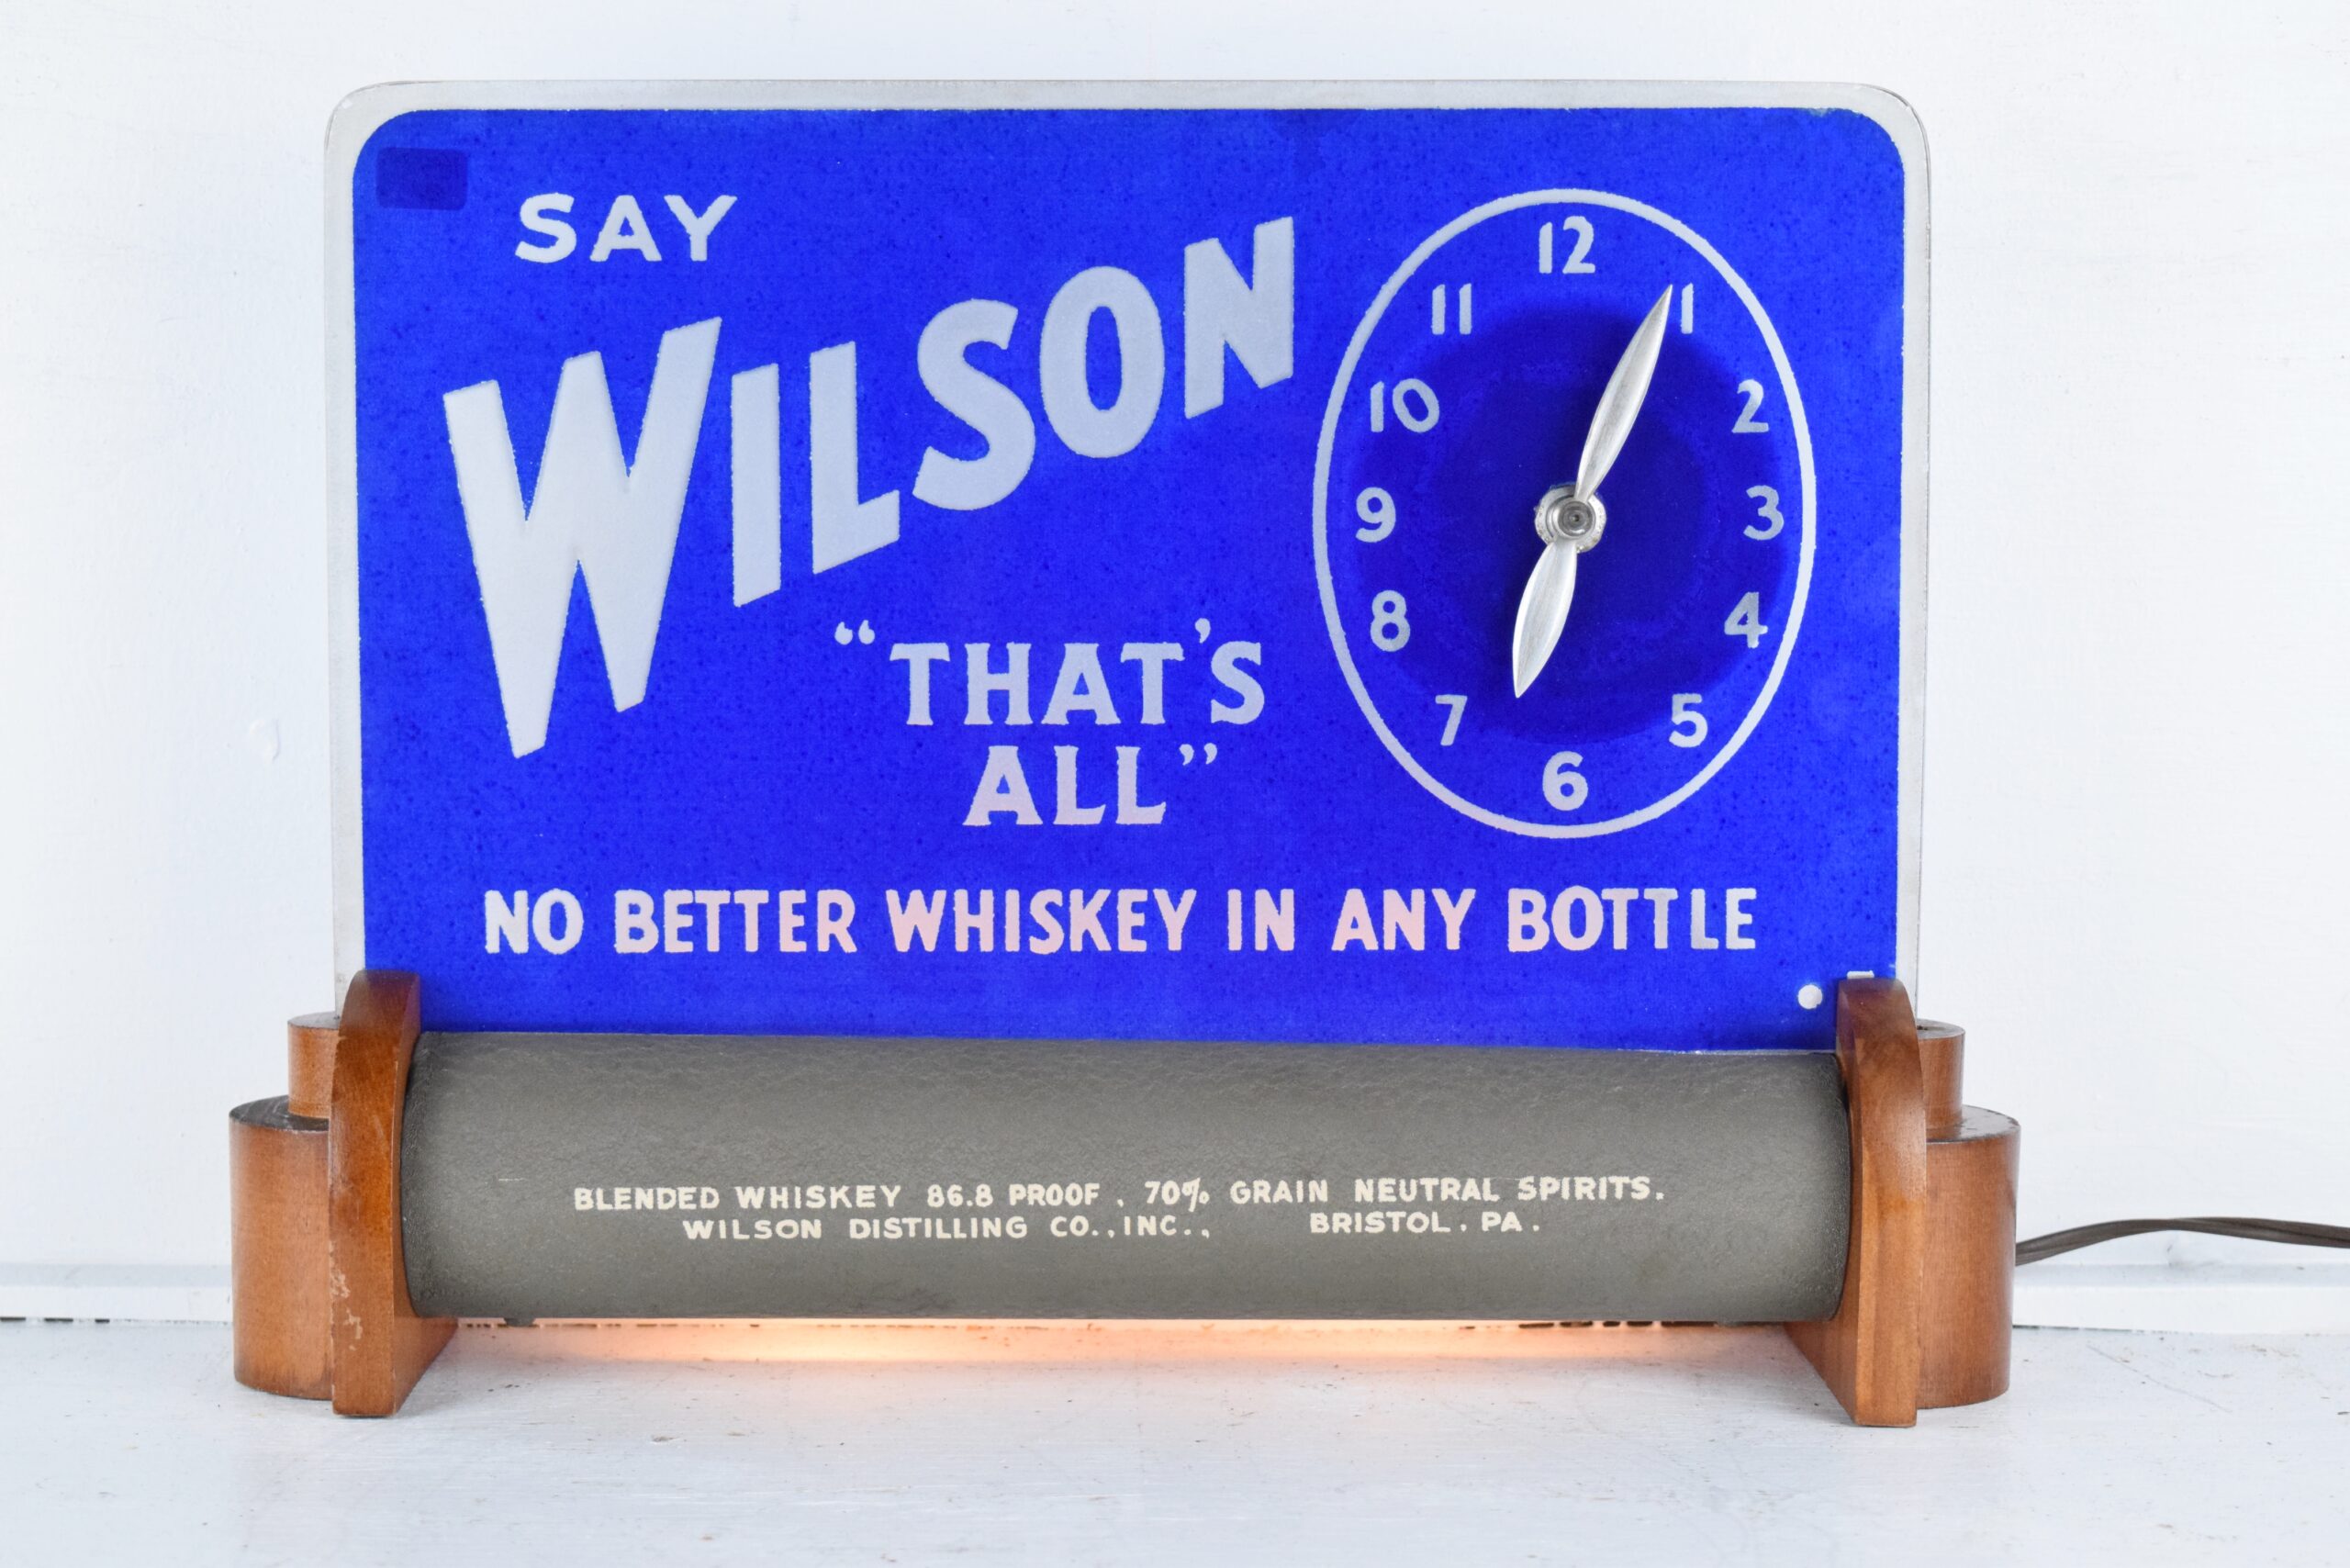 SAY
WILSON
“THAT'S
ALL”
NO BETTER WHISKEY IN ANY BOTTLE
12
11 1
10 2
9 3
8 4
7 5
6
BLENDED WHISKEY 86.8 PROOF . 70% GRAIN NEUTRAL SPIRITS.
WILSON DISTILLING CO., INC., BRISTOL. PA.